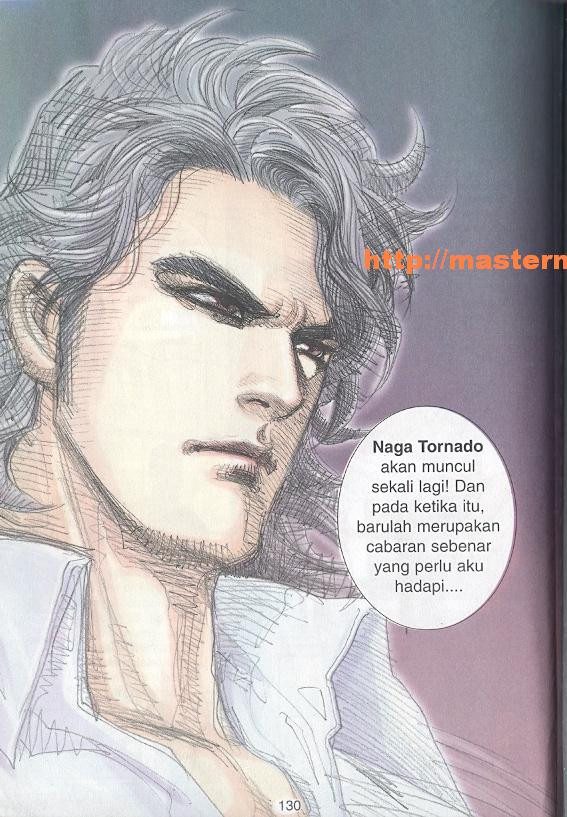 http://mastern
Naga Tornado
akan muncul
sekali lagi! Dan
pada ketika itu,
barulah merupakan
cabaran sebenar
yang perlu aku
hadapi....
130